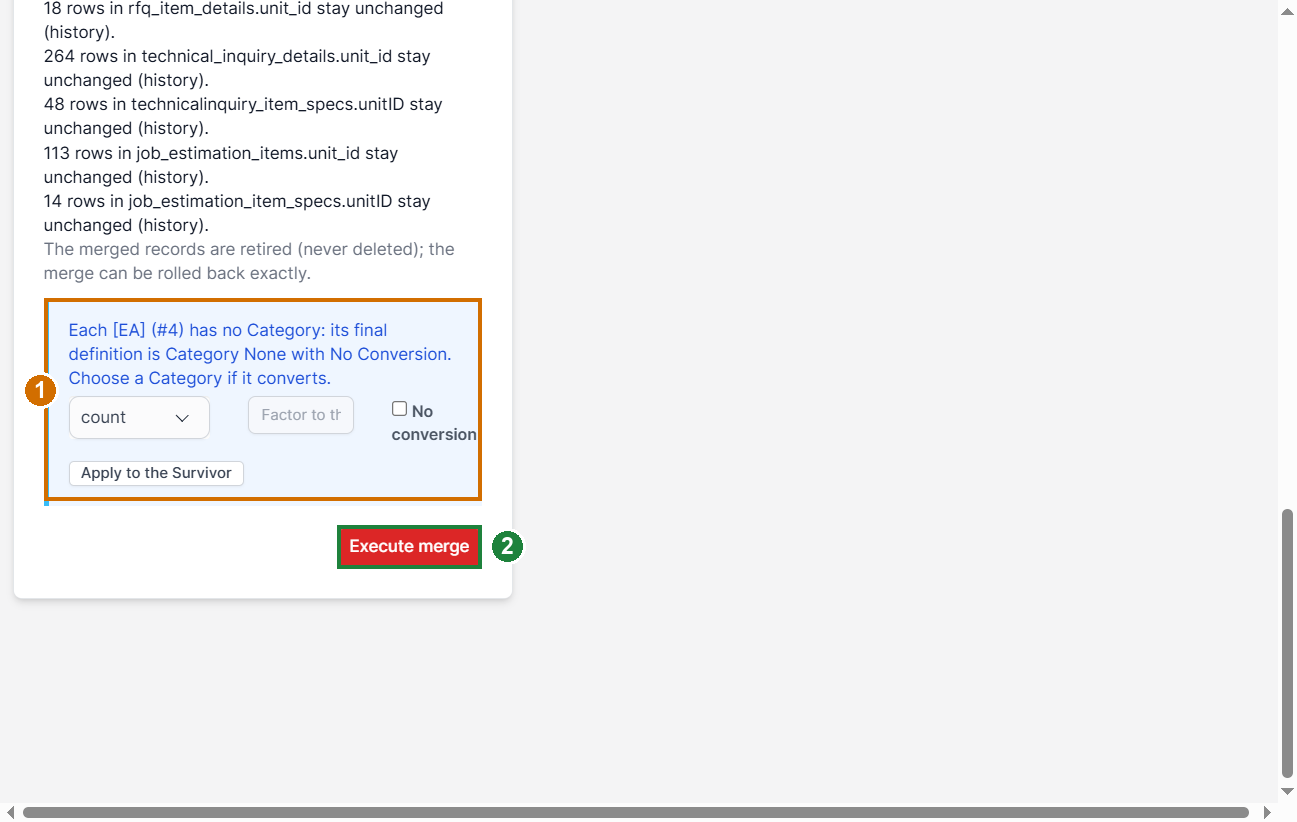 18 rows in rfq_item_details.unit_id stay unchanged
(history).
264 rows in technical_inquiry_details.unit_id stay
unchanged (history).
48 rows in technicalinquiry_item_specs.unitID stay
unchanged (history).
113 rows in job_estimation_items.unit_id stay
unchanged (history).
14 rows in job_estimation_item_specs.unitID stay
unchanged (history).
The merged records are retired (never deleted); the
merge can be rolled back exactly.
Each [EA] (#4) has no Category: its final
definition is Category None with No Conversion.
Choose a Category if it converts.
1
count
Factor to th
No
conversion
Apply to the Survivor
Execute merge
2